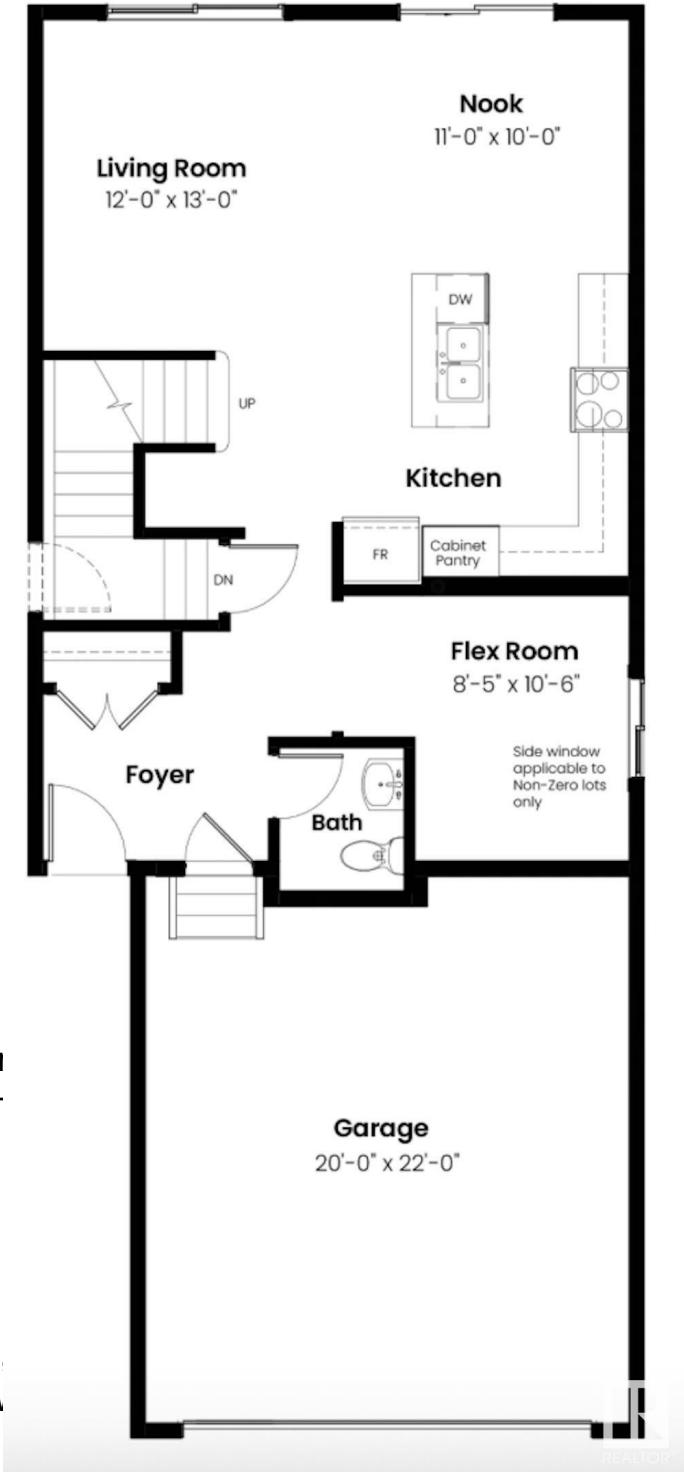 Nook
11'-0" x 10'-0"
Living Room
12'-0" x 13'-0"
DW
UP
Kitchen
FR
Cabinet
Pantry
DN
Flex Room
8'-5" x 10'-6"
Side window
applicable to
Non-Zero lots
only
Foyer
Bath
Garage
20'-0" x 22'-0"
REALTOR